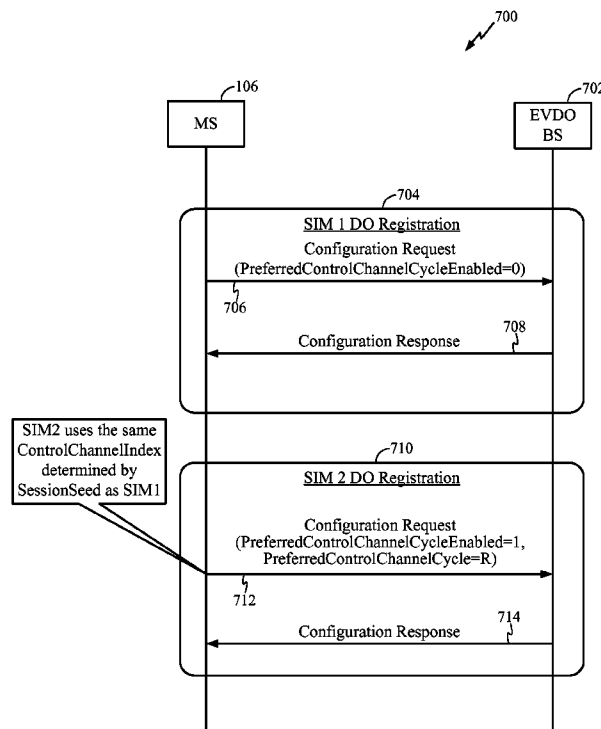 700
106
702
MS
EVDO
BS
704
SIM 1 DO Registration
Configuration Request
(PreferredControlChannelCycleEnabled=0)
706
708
Configuration Response
SIM2 uses the same
ControlChannelIndex
determined by
SessionSeed as SIM1
710
SIM 2 DO Registration
Configuration Request
(PreferredControlChannelCycleEnabled=1,
PreferredControlChannelCycle=R)
712
714
Configuration Response